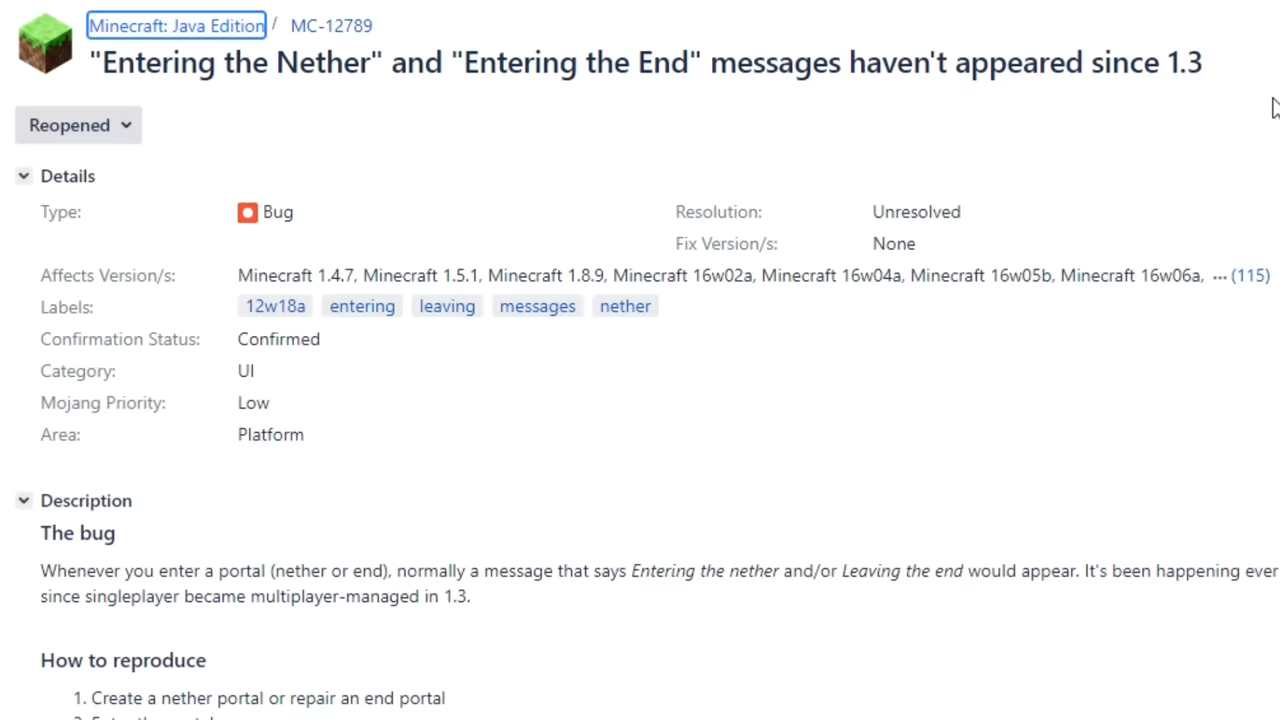 Minecraft: Java Edition / MC-12789
"Entering the Nether" and "Entering the End" messages haven't appeared since 1.3
Reopened
Details
Type: Bug Resolution: Unresolved
Fix Version/s: None
Affects Version/s: Minecraft 1.4.7, Minecraft 1.5.1, Minecraft 1.8.9, Minecraft 16w02a, Minecraft 16w04a, Minecraft 16w05b, Minecraft 16w06a, ... (115)
Labels: 12w18a entering leaving messages nether
Confirmation Status: Confirmed
Category: UI
Mojang Priority: Low
Area: Platform
Description
The bug
Whenever you enter a portal (nether or end), normally a message that says Entering the nether and/or Leaving the end would appear. It's been happening ever
since singleplayer became multiplayer-managed in 1.3.
How to reproduce
1. Create a nether portal or repair an end portal